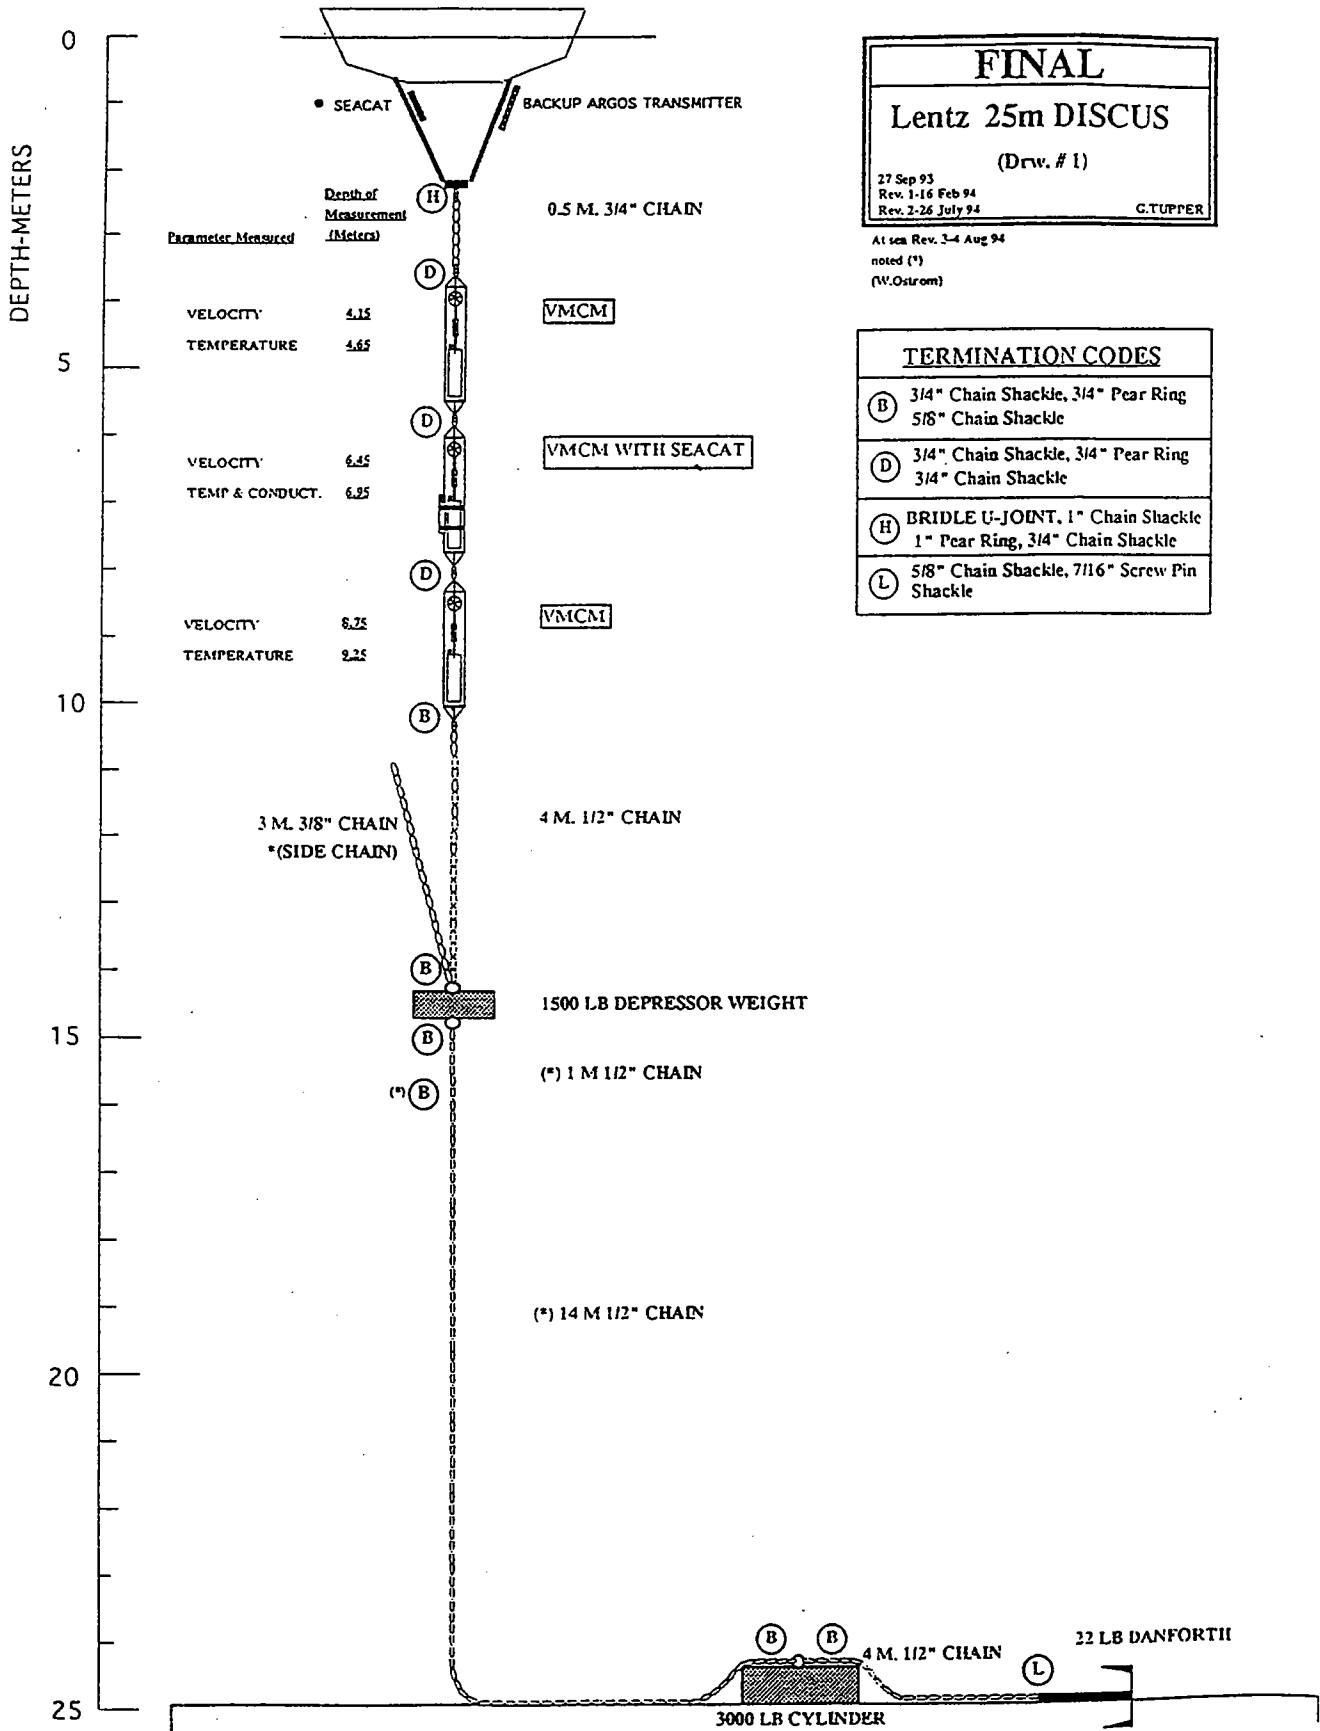 FINAL
Lentz 25m DISCUS
(Drw. # 1)
27 Sep 93
Rev. 1-16 Feb 94
Rev. 2-26 July 94
G.TUPPER
At sea Rev. 3-4 Aug 94
noted (*)
(W.Ostrom)
DEPTH-METERS
0
5
10
15
20
25
• SEACAT
BACKUP ARGOS TRANSMITTER
H
0.5 M. 3/4" CHAIN
Parameter Measured
Depth of
Measurement
(Meters)
D
VELOCITY 4.15
TEMPERATURE 4.65
VMCM
D
VELOCITY 6.45
TEMP & CONDUCT. 6.95
VMCM WITH SEACAT
D
VELOCITY 8.75
TEMPERATURE 9.25
VMCM
B
TERMINATION CODES
B 3/4" Chain Shackle, 3/4" Pear Ring
5/8" Chain Shackle
D 3/4" Chain Shackle, 3/4" Pear Ring
3/4" Chain Shackle
H BRIDLE U-JOINT, 1" Chain Shackle
1" Pear Ring, 3/4" Chain Shackle
L 5/8" Chain Shackle, 7/16" Screw Pin
Shackle
3 M. 3/8" CHAIN
*(SIDE CHAIN)
4 M. 1/2" CHAIN
B
1500 LB DEPRESSOR WEIGHT
B
(*) 1 M 1/2" CHAIN
(*) B
(*) 14 M 1/2" CHAIN
B B
4 M. 1/2" CHAIN
L
22 LB DANFORTH
3000 LB CYLINDER